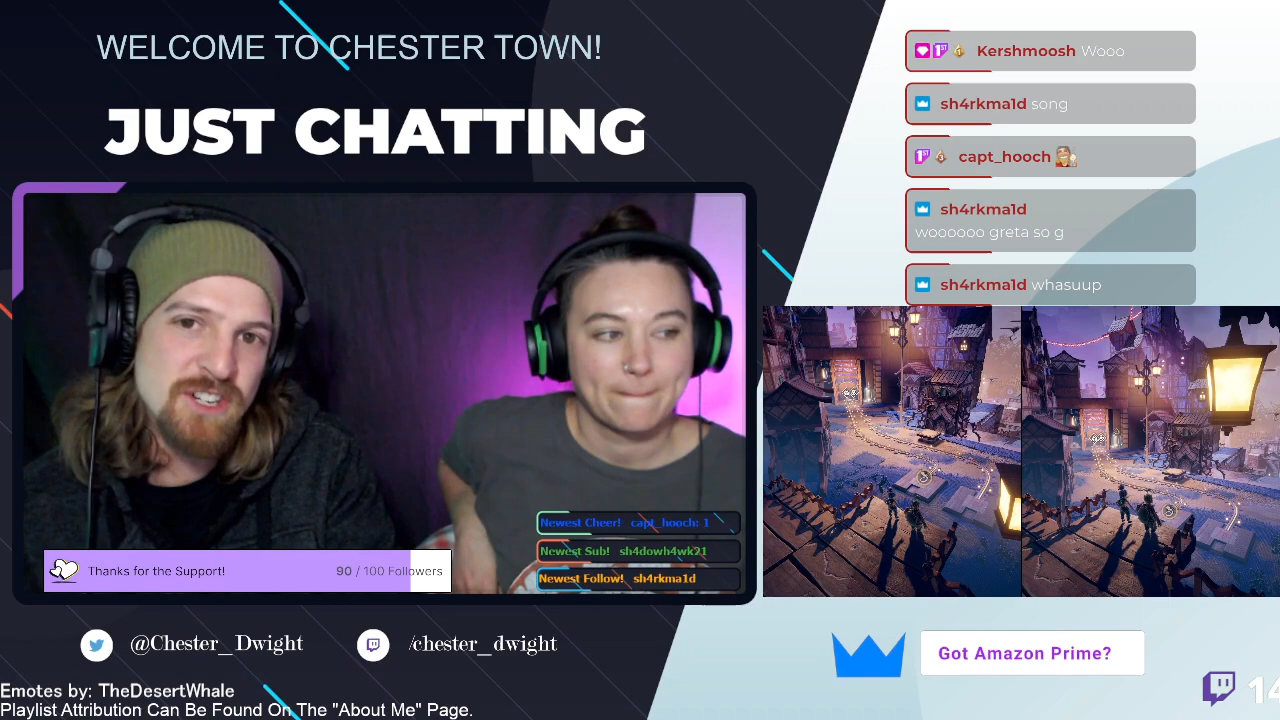 WELCOME TO CHESTER TOWN!
JUST CHATTING
Kershmoosh Wooo
sh4rkma1d song
capt_hooch
sh4rkma1d
woooooo greta so g
sh4rkma1d whasuup
Newest Cheer! capt_hooch: 1
Newest Sub! sh4dowh4wk21
Newest Follow! sh4rkma1d
Thanks for the Support! 90 / 100 Followers
@Chester_Dwight /chester_dwight
Got Amazon Prime?
Emotes by: TheDesertWhale
Playlist Attribution Can Be Found On The "About Me" Page.